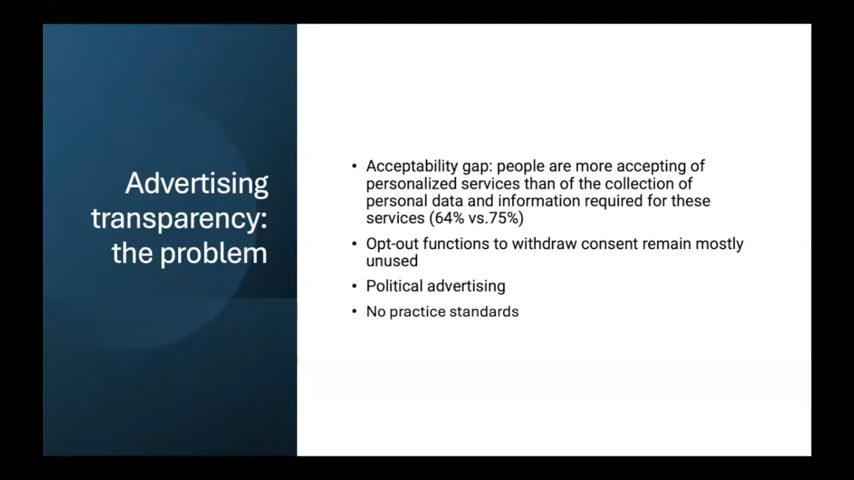 Advertising
transparency:
the problem
• Acceptability gap: people are more accepting of
personalized services than of the collection of
personal data and information required for these
services (64% vs.75%)
• Opt-out functions to withdraw consent remain mostly
unused
• Political advertising
• No practice standards